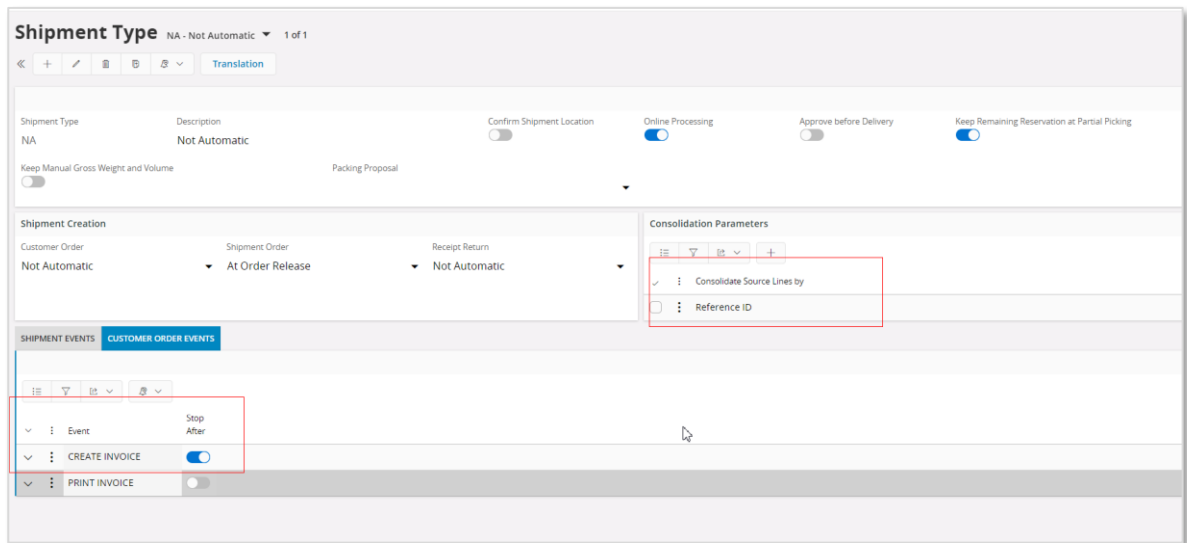 Shipment Type NA - Not Automatic 1 of 1
Translation
Shipment Type Description Confirm Shipment Location Online Processing Approve before Delivery Keep Remaining Reservation at Partial Picking
NA Not Automatic
Keep Manual Gross Weight and Volume Packing Proposal
Shipment Creation
Customer Order Shipment Order Receipt Return
Not Automatic At Order Release Not Automatic
Consolidation Parameters
Consolidate Source Lines by
Reference ID
SHIPMENT EVENTS CUSTOMER ORDER EVENTS
Stop
Event After
CREATE INVOICE
PRINT INVOICE